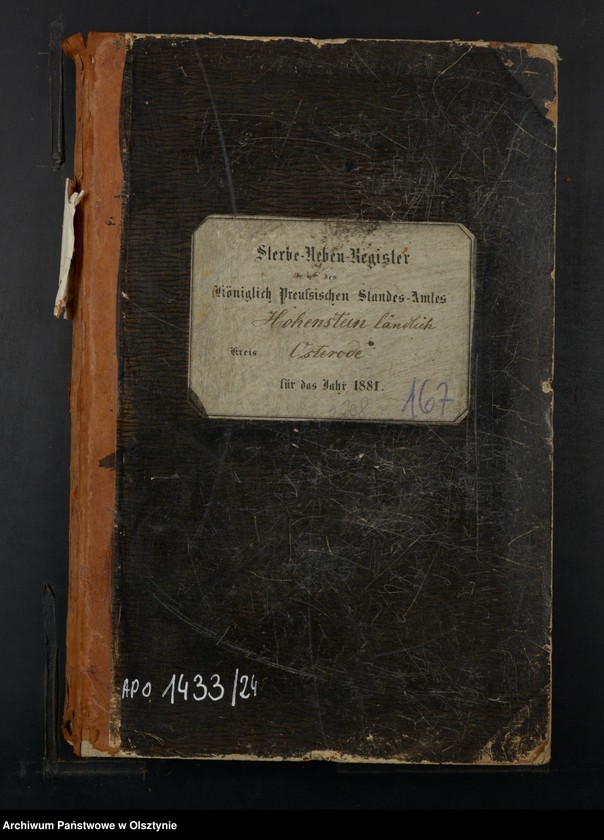 Sterbe-Neben-Register
des
Königlich Preußischen Standes-Amtes
Hohenstein ländlich
Kreis Osterode
für das Jahr 1881.
167
APO 1433/24
Archiwum Państwowe w Olsztynie